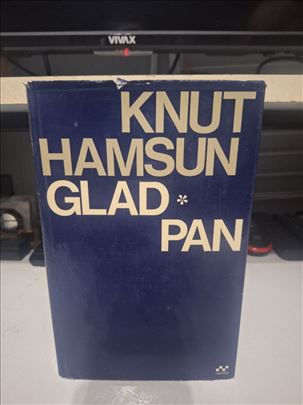 VIVAX
KNUT
HAMSUN
GLAD *
PAN